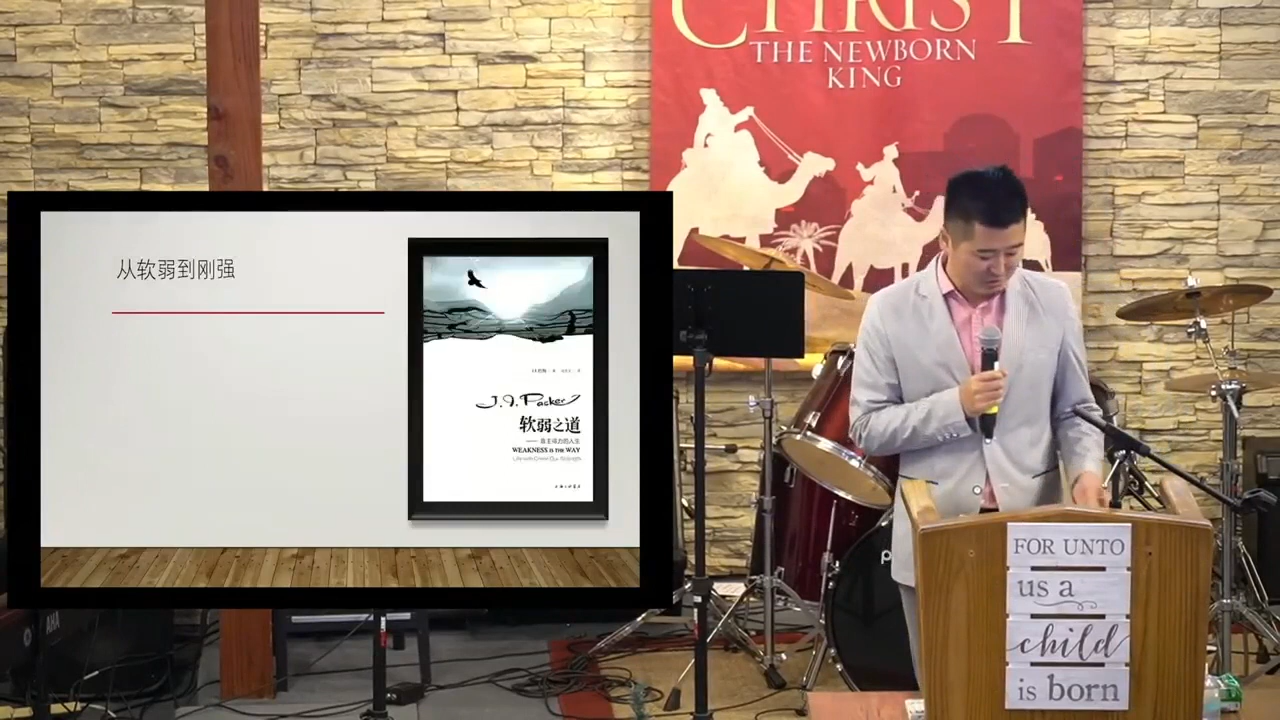 CHRIST
THE NEWBORN
KING
从软弱到刚强
J.I. Packer
软弱之道
WEAKNESS IS THE WAY
FOR UNTO
us a
child
is born